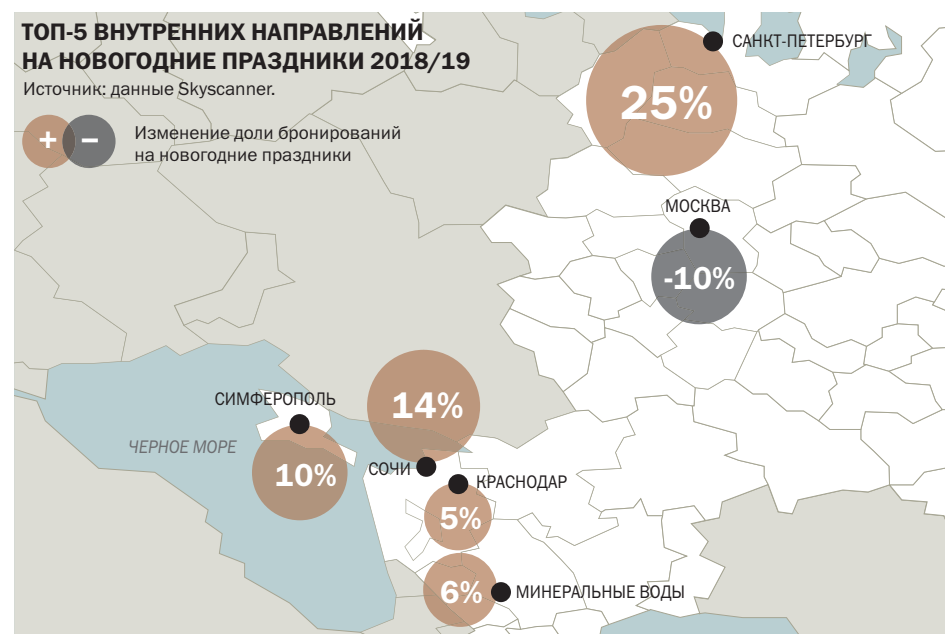 ТОП-5 ВНУТРЕННИХ НАПРАВЛЕНИЙ
НА НОВОГОДНИЕ ПРАЗДНИКИ 2018/19
Источник: данные Skyscanner.
+ −
Изменение доли бронирований
на новогодние праздники
САНКТ-ПЕТЕРБУРГ
25%
МОСКВА
-10%
14%
СИМФЕРОПОЛЬ
ЧЕРНОЕ МОРЕ
10%
СОЧИ
КРАСНОДАР
5%
6%
МИНЕРАЛЬНЫЕ ВОДЫ